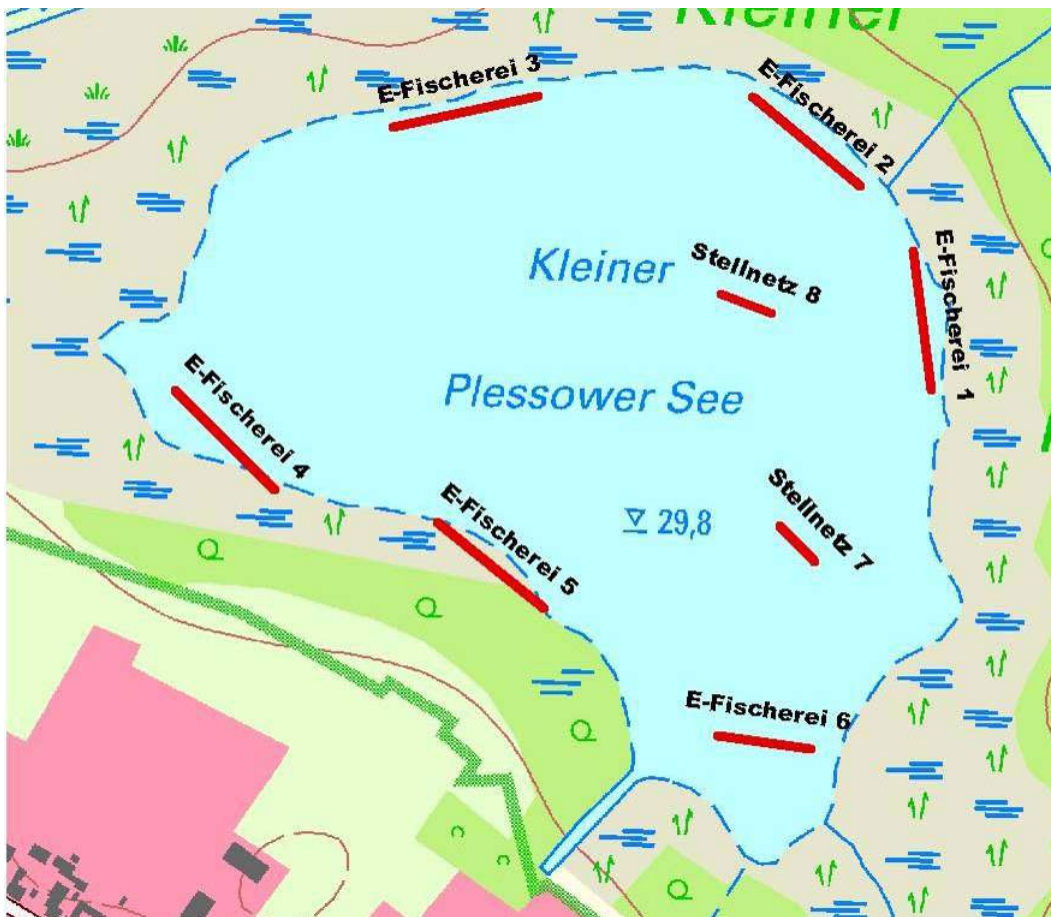 Kleiner
E-Fischerei 3
E-Fischerei 2
E-Fischerei 1
Kleiner
Stellnetz 8
Plessower See
E-Fischerei 4
E-Fischerei 5
Stellnetz 7
29,8
E-Fischerei 6